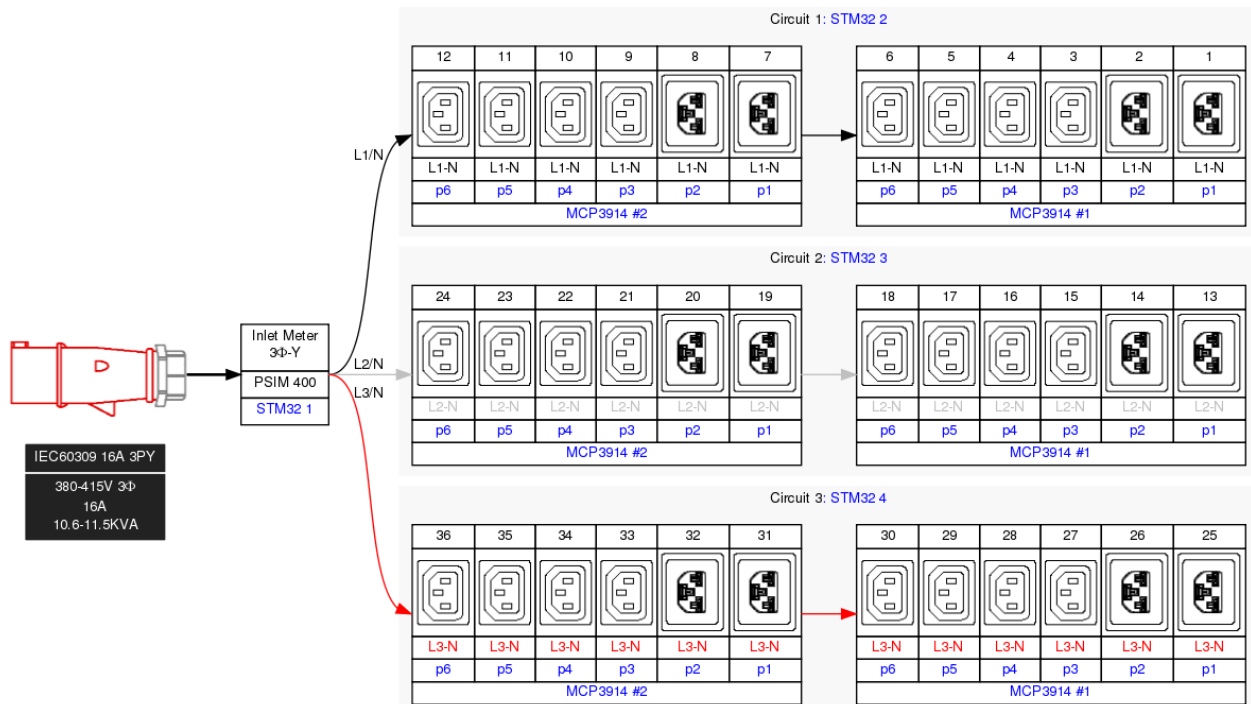 Circuit 1: STM32 2
12 11 10 9 8 7
6 5 4 3 2 1
L1/N
L1-N L1-N L1-N L1-N L1-N L1-N
L1-N L1-N L1-N L1-N L1-N L1-N
p6 p5 p4 p3 p2 p1
p6 p5 p4 p3 p2 p1
MCP3914 #2
MCP3914 #1
Circuit 2: STM32 3
24 23 22 21 20 19
18 17 16 15 14 13
Inlet Meter
3Φ-Y
PSIM 400
STM32 1
L2/N
L3/N
L2-N L2-N L2-N L2-N L2-N L2-N
L2-N L2-N L2-N L2-N L2-N L2-N
p6 p5 p4 p3 p2 p1
p6 p5 p4 p3 p2 p1
MCP3914 #2
MCP3914 #1
IEC60309 16A 3PY
380-415V 3Φ
16A
10.6-11.5KVA
Circuit 3: STM32 4
36 35 34 33 32 31
30 29 28 27 26 25
L3-N L3-N L3-N L3-N L3-N L3-N
L3-N L3-N L3-N L3-N L3-N L3-N
p6 p5 p4 p3 p2 p1
p6 p5 p4 p3 p2 p1
MCP3914 #2
MCP3914 #1